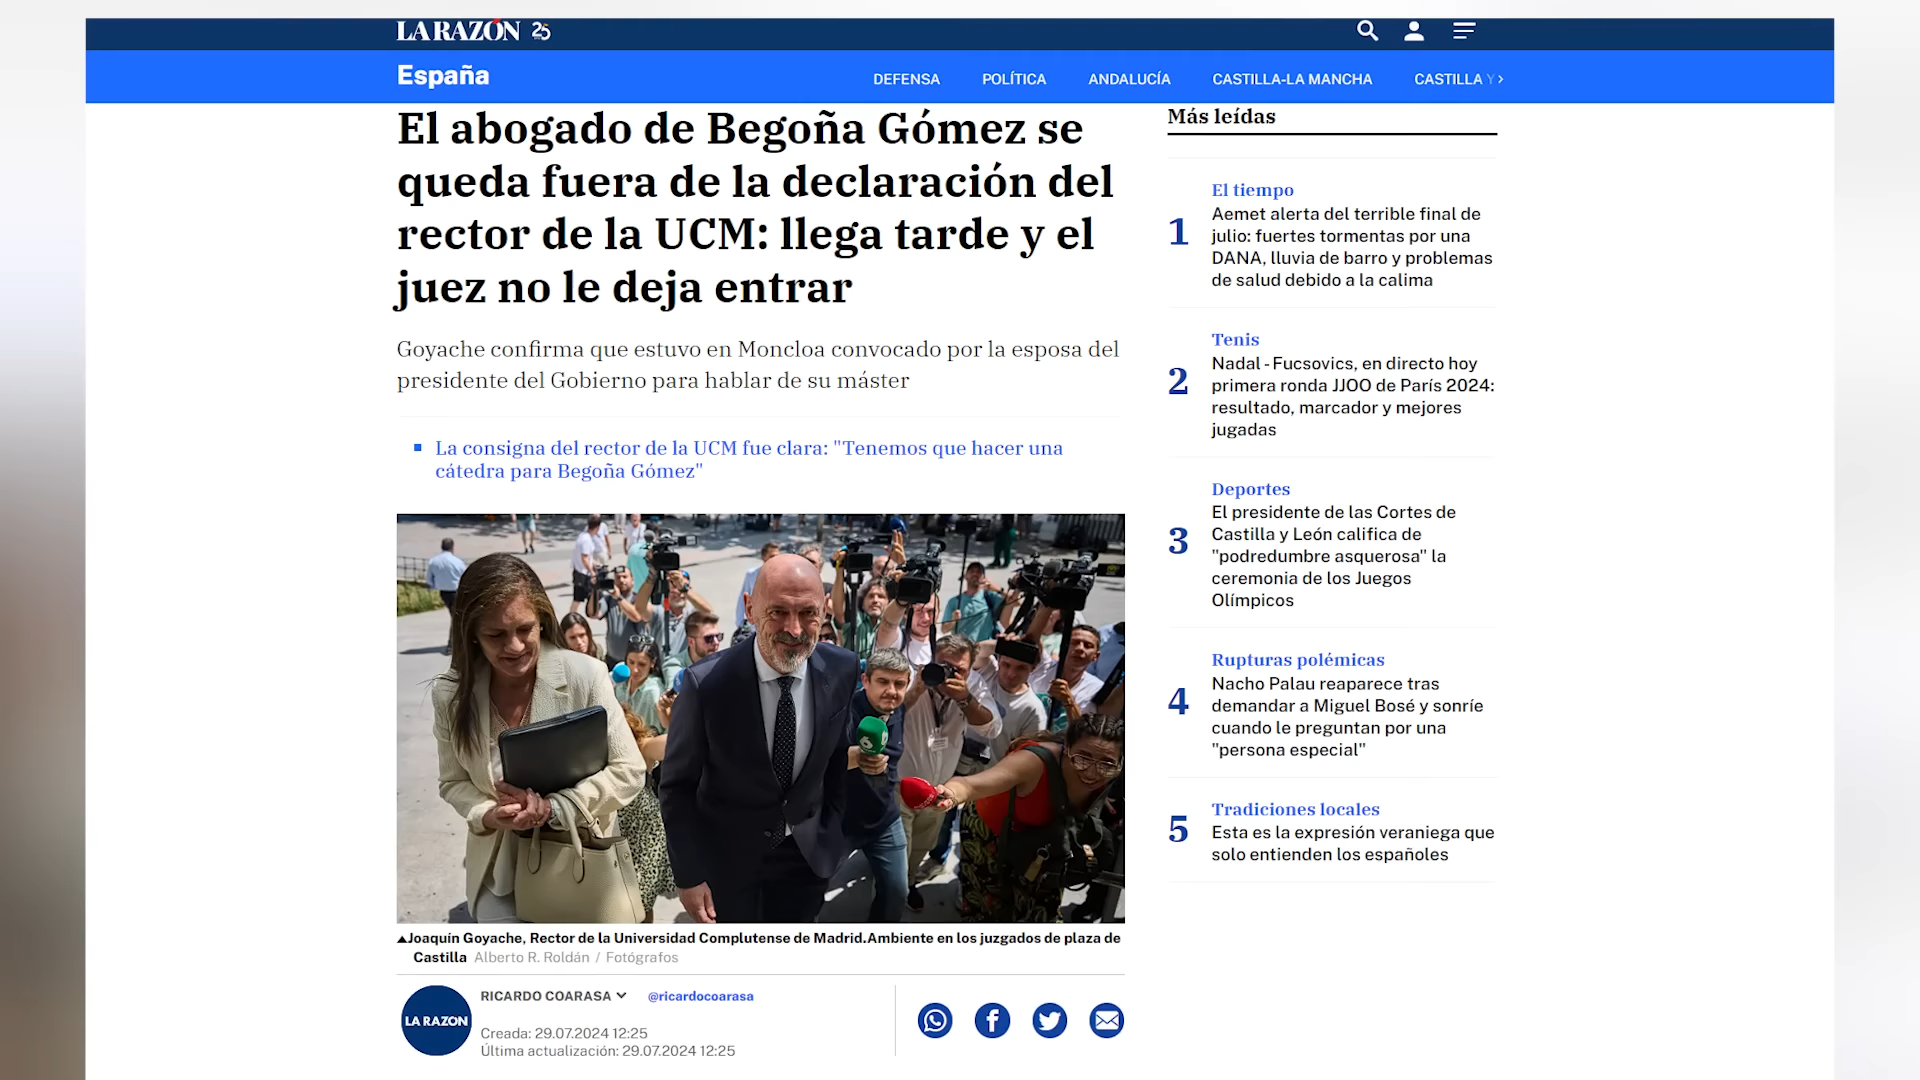 LA RAZÓN 25
España
DEFENSA POLÍTICA ANDALUCÍA CASTILLA-LA MANCHA CASTILLA Y
El abogado de Begoña Gómez se
queda fuera de la declaración del
rector de la UCM: llega tarde y el
juez no le deja entrar
Goyache confirma que estuvo en Moncloa convocado por la esposa del
presidente del Gobierno para hablar de su máster
La consigna del rector de la UCM fue clara: "Tenemos que hacer una
cátedra para Begoña Gómez"
6
Joaquín Goyache, Rector de la Universidad Complutense de Madrid.Ambiente en los juzgados de plaza de
Castilla Alberto R. Roldán / Fotógrafos
LA RAZON
RICARDO COARASA @ricardocoarasa
Creada: 29.07.2024 12:25
Última actualización: 29.07.2024 12:25
Más leídas
1
El tiempo
Aemet alerta del terrible final de
julio: fuertes tormentas por una
DANA, lluvia de barro y problemas
de salud debido a la calima
2
Tenis
Nadal - Fucsovics, en directo hoy
primera ronda JJOO de París 2024:
resultado, marcador y mejores
jugadas
3
Deportes
El presidente de las Cortes de
Castilla y León califica de
"podredumbre asquerosa" la
ceremonia de los Juegos
Olímpicos
4
Rupturas polémicas
Nacho Palau reaparece tras
demandar a Miguel Bosé y sonríe
cuando le preguntan por una
"persona especial"
5
Tradiciones locales
Esta es la expresión veraniega que
solo entienden los españoles